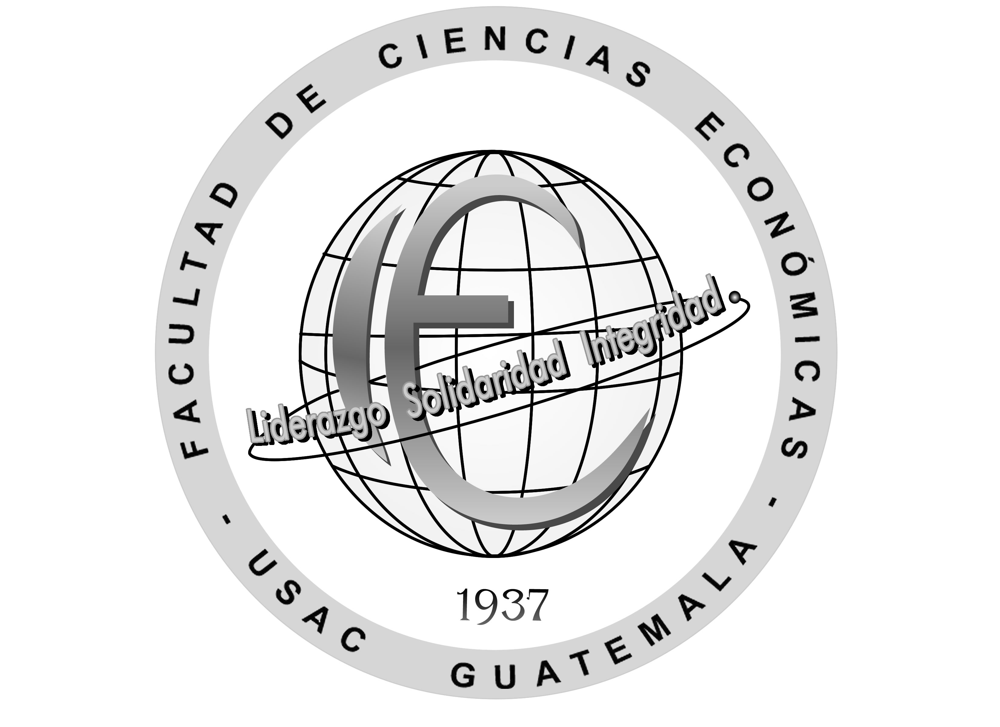 FACULTAD DE CIENCIAS ECONÓMICAS
- USAC GUATEMALA -
Liderazgo Solidaridad Integridad
1937